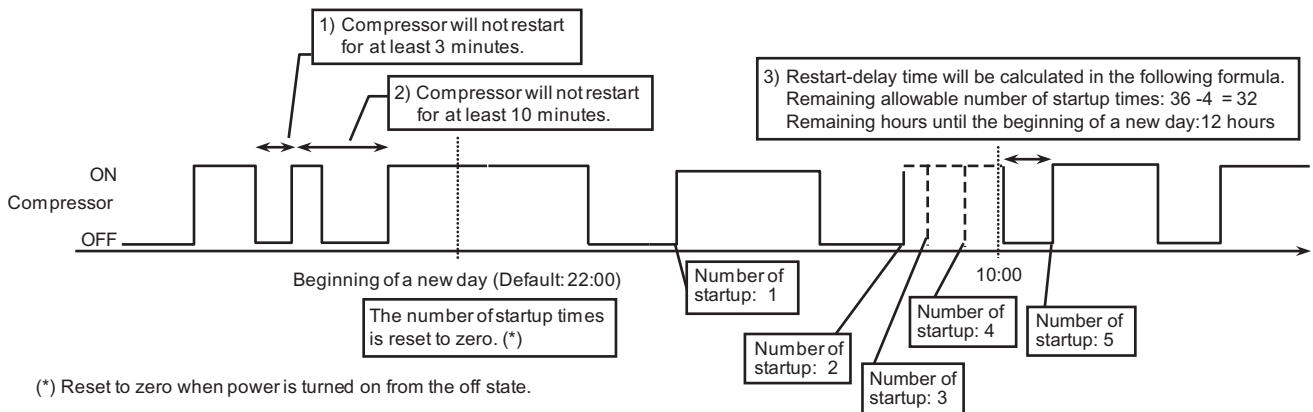 1) Compressor will not restart
for at least 3 minutes.
2) Compressor will not restart
for at least 10 minutes.
3) Restart-delay time will be calculated in the following formula.
Remaining allowable number of startup times: 36 -4 = 32
Remaining hours until the beginning of a new day:12 hours
ON
Compressor
OFF
Beginning of a new day (Default: 22:00)
The number of startup times
is reset to zero. (*)
Number of
startup: 1
Number of
startup: 2
Number of
startup: 3
Number of
startup: 4
10:00
Number of
startup: 5
(*) Reset to zero when power is turned on from the off state.